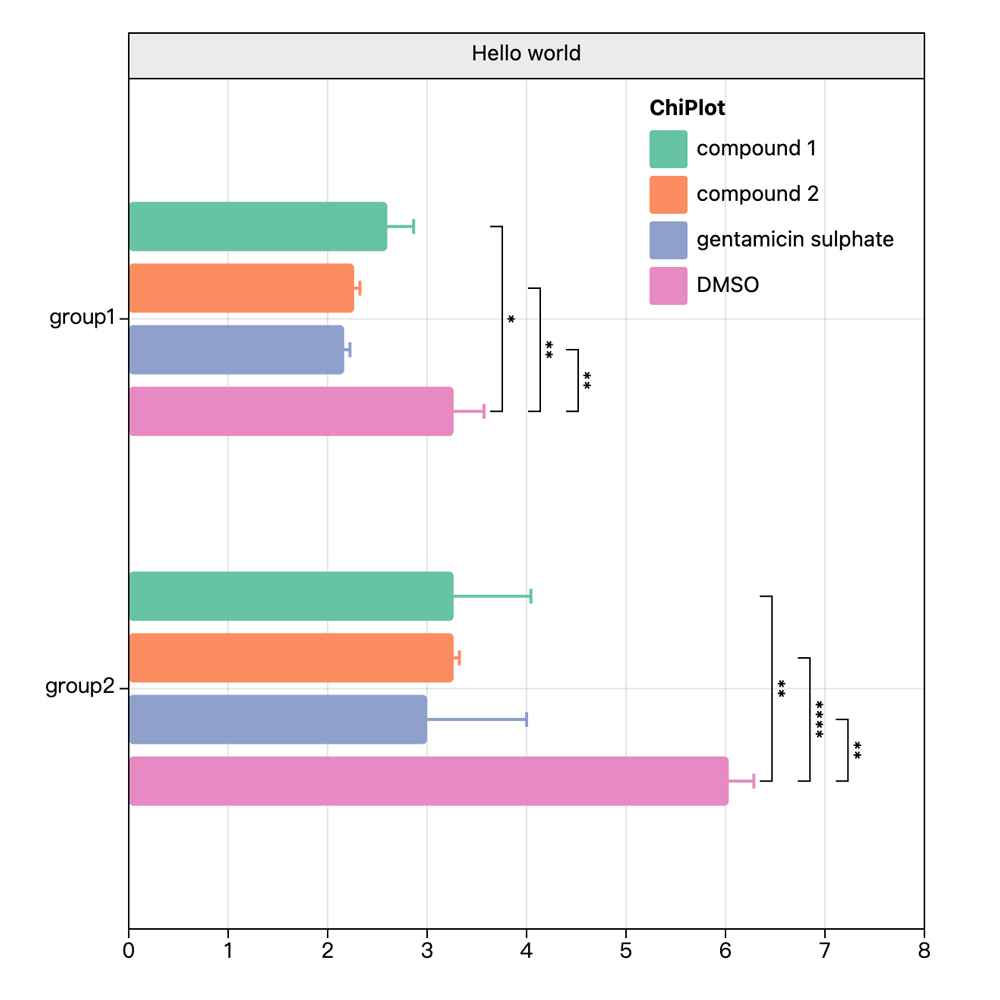 Hello world
ChiPlot
compound 1
compound 2
gentamicin sulphate
DMSO
group1
*
**
**
group2
**
****
**
0 1 2 3 4 5 6 7 8